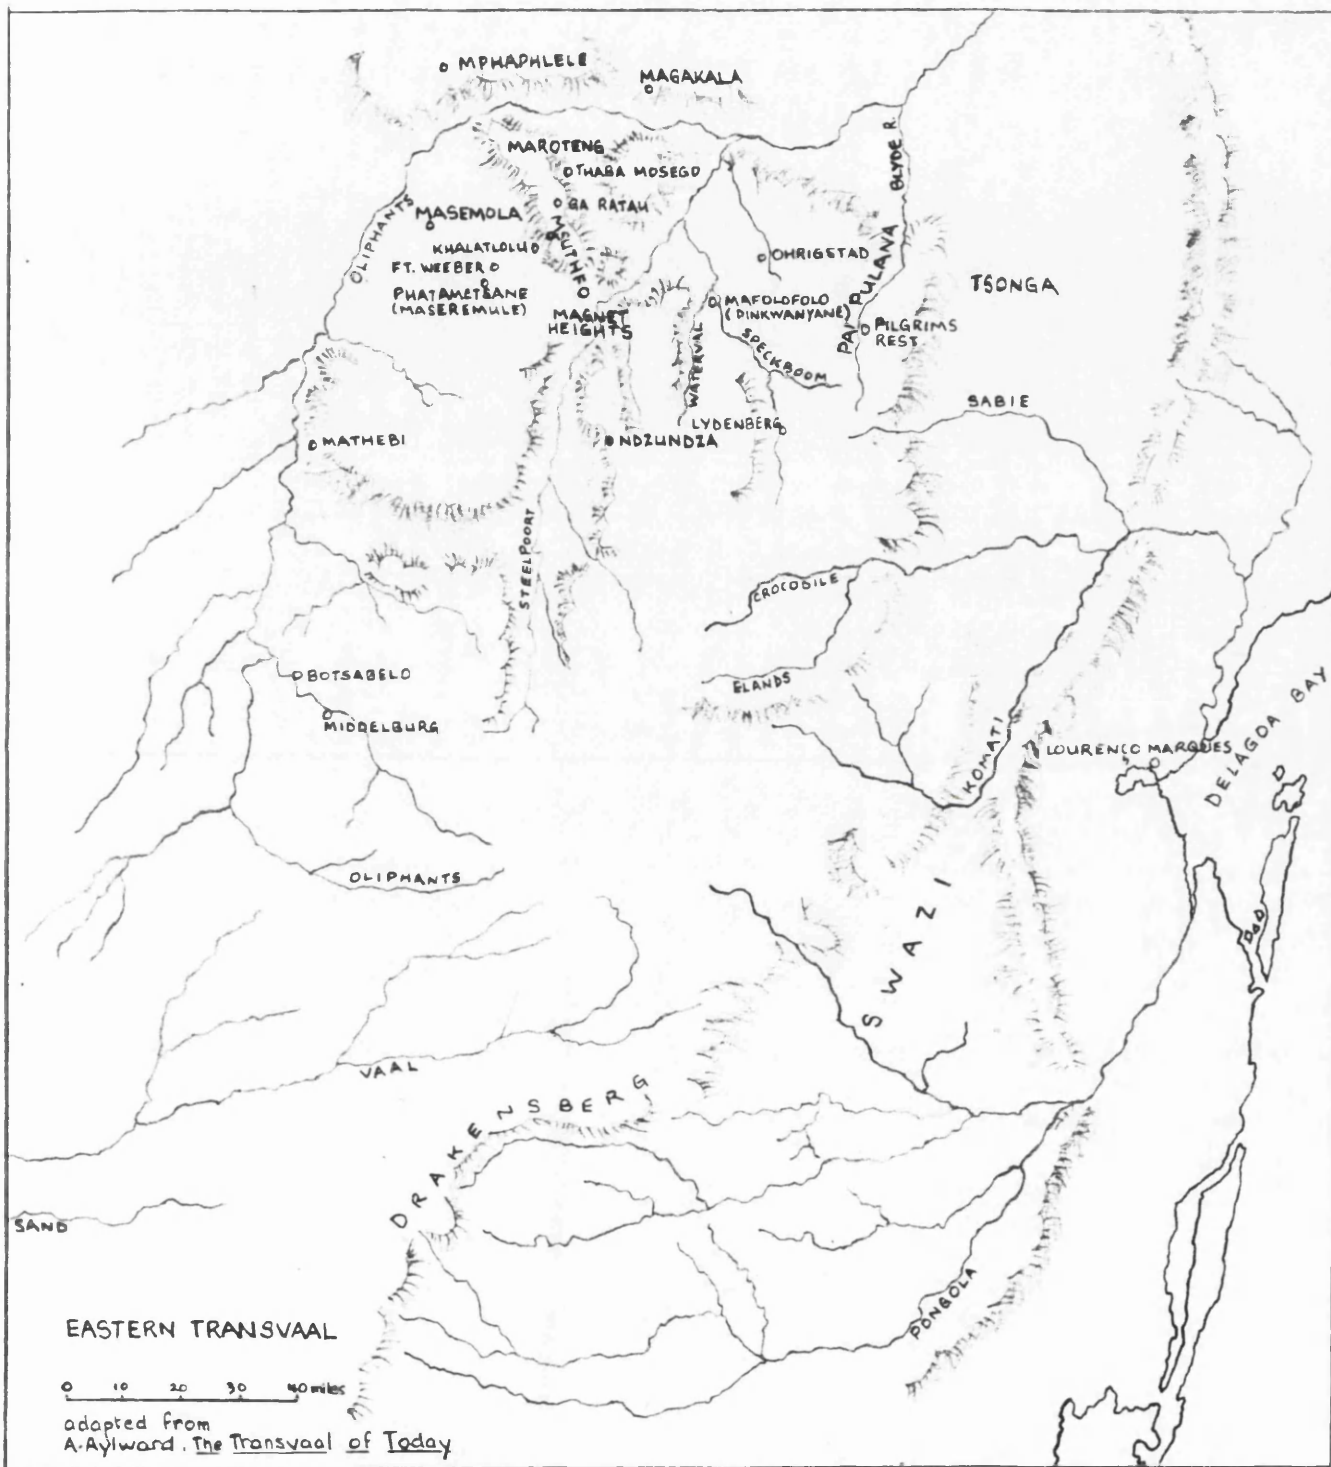 MPHAPHLELE
MAGAKALA
MAROTENG
THABA MOSEGO
GA RATAU
MASEMOLA
OLIPHANTS
KHALATLOLU
FT. WEEBER
PHATAMETSANE
(MASEREMULE)
MAGNET
HEIGHTS
BLYDE R.
PAI PULANA
OHRIGSTAD
MAFOLOFOLO
(DINKWANYANE)
PILGRIMS
REST
TSONGA
SPECKBOOM
WATERVAL
LYDENBERG
SABIE
MATHEBI
NDZUNDZA
STEELPOORT
CROCODILE
ELANDS
BOTSABELO
MIDDELBURG
KOMATI
LOURENCO MARQUES
DELAGOA BAY
OLIPHANTS
SWAZI
VAAL
DRAKENSBERG
SAND
PONGOLA
EASTERN TRANSVAAL
0 10 20 30 40 miles
adapted from
A. Aylward. The Transvaal of Today